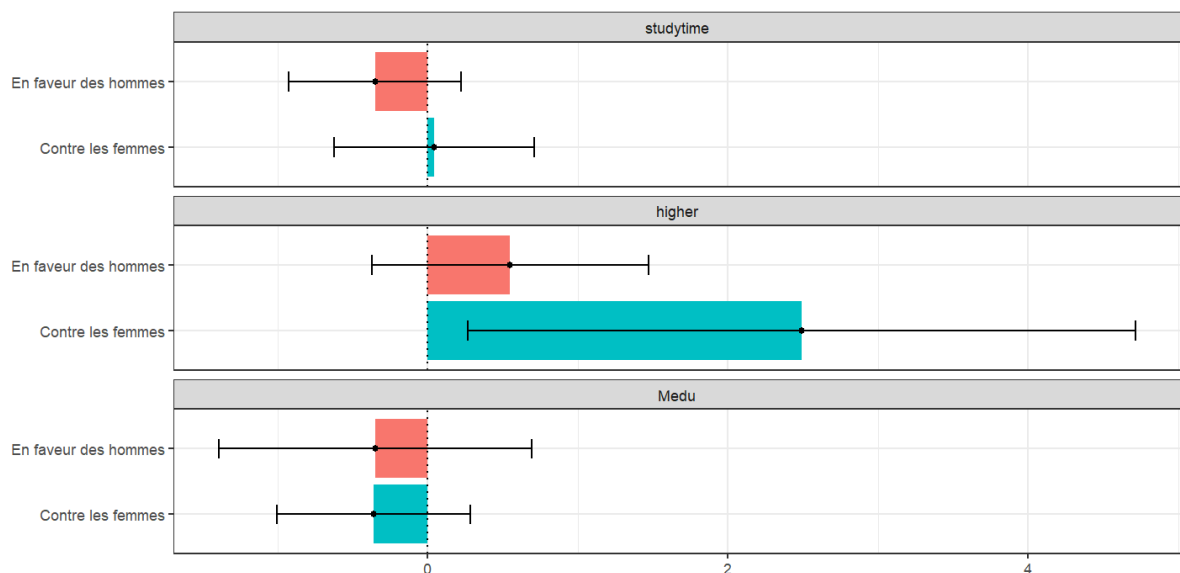 studytime
En faveur des hommes
Contre les femmes
higher
En faveur des hommes
Contre les femmes
Medu
En faveur des hommes
Contre les femmes
0 2 4